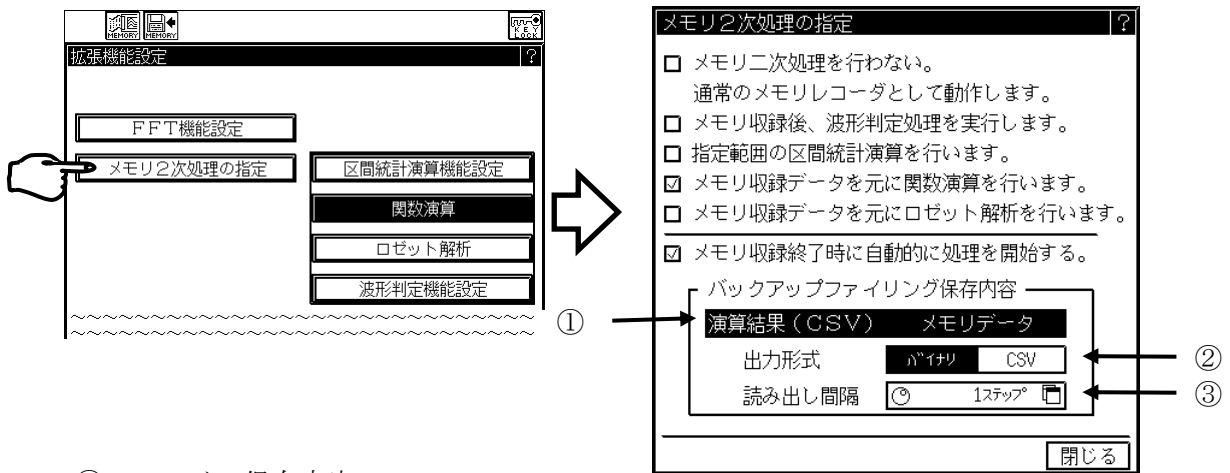 MEMORY MEMORY KEY LOCK
拡張機能設定 ?
FFT機能設定
メモリ2次処理の指定
区間統計演算機能設定
関数演算
ロゼット解析
波形判定機能設定
メモリ2次処理の指定 ?
メモリ二次処理を行わない。
通常のメモリレコーダとして動作します。
メモリ収録後、波形判定処理を実行します。
指定範囲の区間統計演算を行います。
メモリ収録データを元に関数演算を行います。
メモリ収録データを元にロゼット解析を行います。
メモリ収録終了時に自動的に処理を開始する。
バックアップファイリング保存内容
① 演算結果(CSV) メモリデータ
出力形式 バイナリ CSV ②
読み出し間隔 1ステップ ③
閉じる